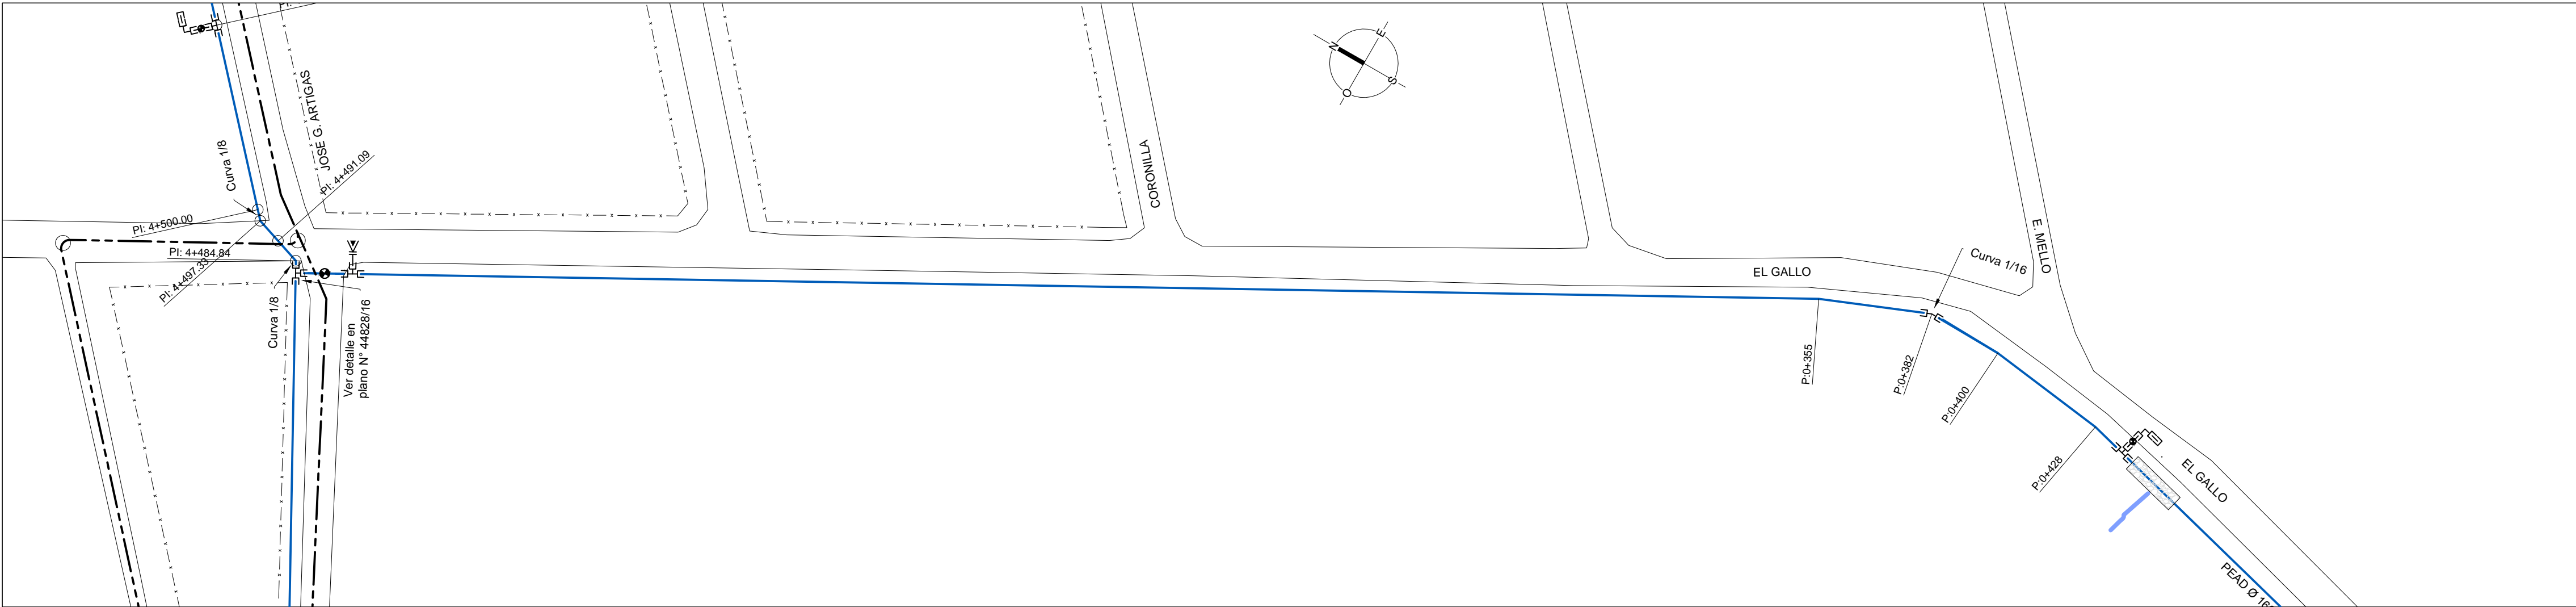 PI:
JOSE G. ARTIGAS
Curva 1/8
PI: 4+491.09
PI: 4+500.00
PI: 4+484.84
PI: 4+497.33
Curva 1/8
Ver detalle en
plano N° 44828/16
CORONILLA
N
E
S
O
EL GALLO
E. MELLO
Curva 1/16
P:0+355
P:0+382
P:0+400
P:0+428
EL GALLO
PEAD Ø